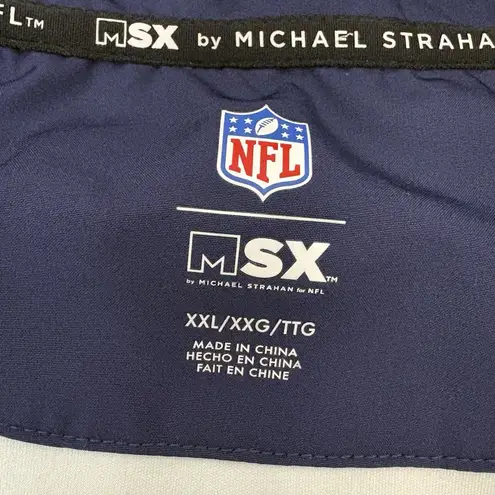 FL™ MSX by MICHAEL STRAHA
NFL
MSX™
by MICHAEL STRAHAN for NFL
XXL/XXG/TTG
MADE IN CHINA
HECHO EN CHINA
FAIT EN CHINE